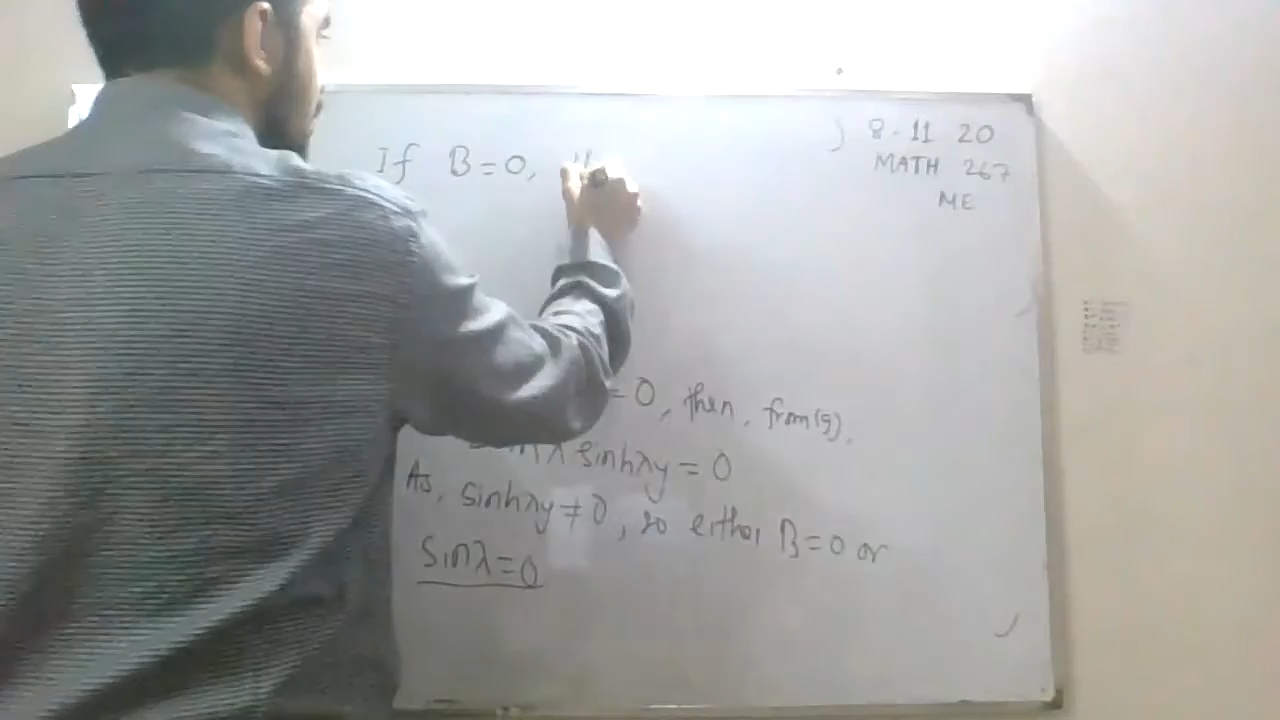 8-11 20
MATH 267
ME
If B=0,
=0, then, from(9),
λ sinhλy = 0
As, sinhλy≠0, so either B=0 or
sinλ=0